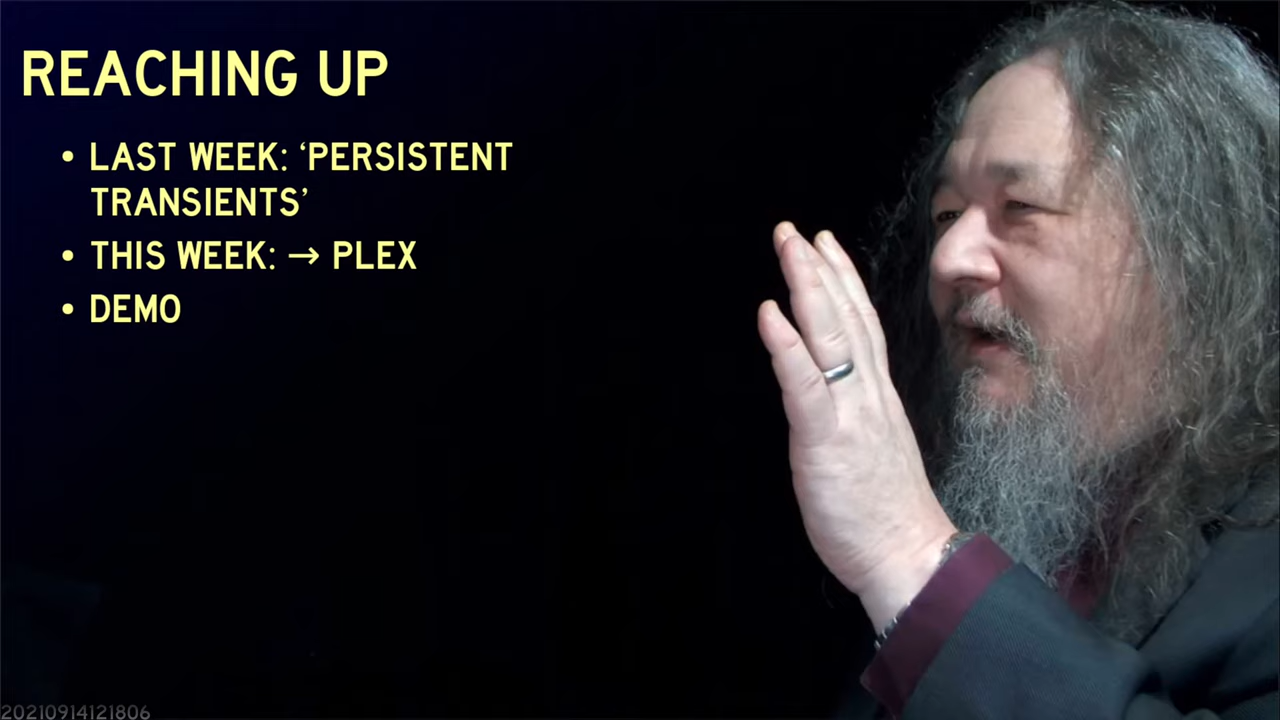 REACHING UP
• LAST WEEK: ‘PERSISTENT
TRANSIENTS’
• THIS WEEK: → PLEX
• DEMO
20210914121806